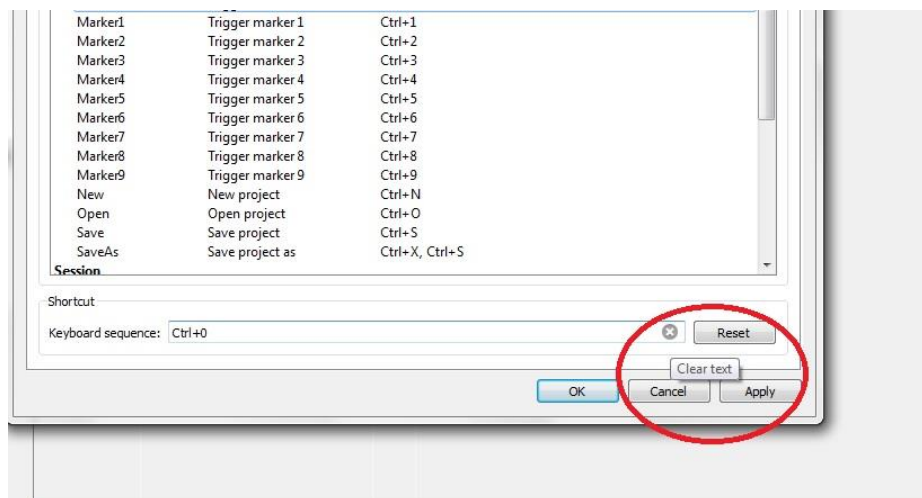 Marker1 Trigger marker 1 Ctrl+1
Marker2 Trigger marker 2 Ctrl+2
Marker3 Trigger marker 3 Ctrl+3
Marker4 Trigger marker 4 Ctrl+4
Marker5 Trigger marker 5 Ctrl+5
Marker6 Trigger marker 6 Ctrl+6
Marker7 Trigger marker 7 Ctrl+7
Marker8 Trigger marker 8 Ctrl+8
Marker9 Trigger marker 9 Ctrl+9
New New project Ctrl+N
Open Open project Ctrl+O
Save Save project Ctrl+S
SaveAs Save project as Ctrl+X, Ctrl+S
Session
Shortcut
Keyboard sequence: Ctrl+0 Reset
Clear text
OK Cancel Apply